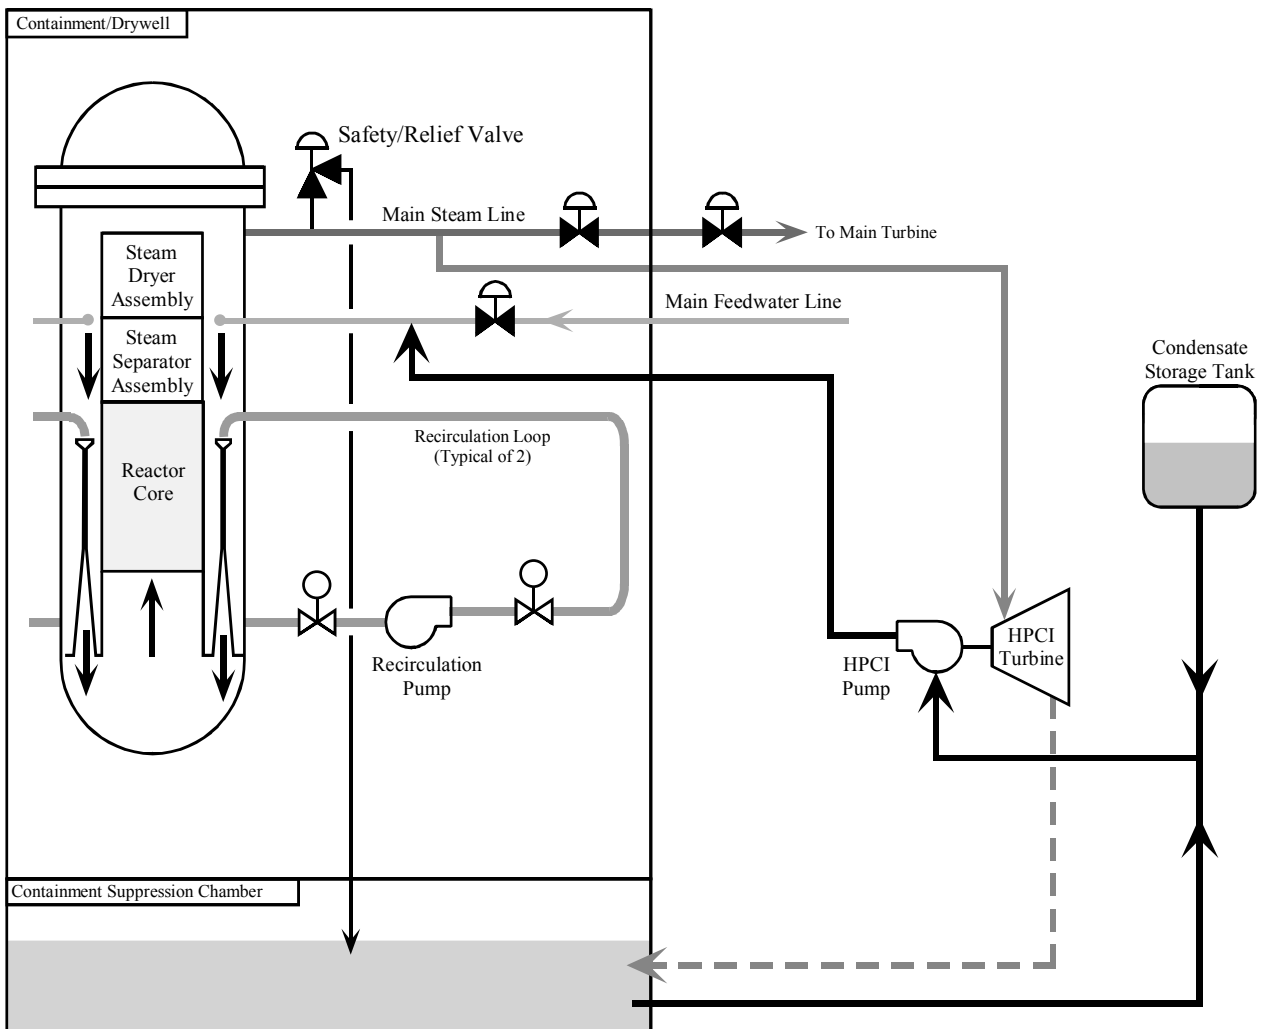 Containment/Drywell
Safety/Relief Valve
Main Steam Line
To Main Turbine
Steam
Dryer
Assembly
Main Feedwater Line
Steam
Separator
Assembly
Condensate
Storage Tank
Recirculation Loop
(Typical of 2)
Reactor
Core
Recirculation
Pump
HPCI
Pump
HPCI
Turbine
Containment Suppression Chamber